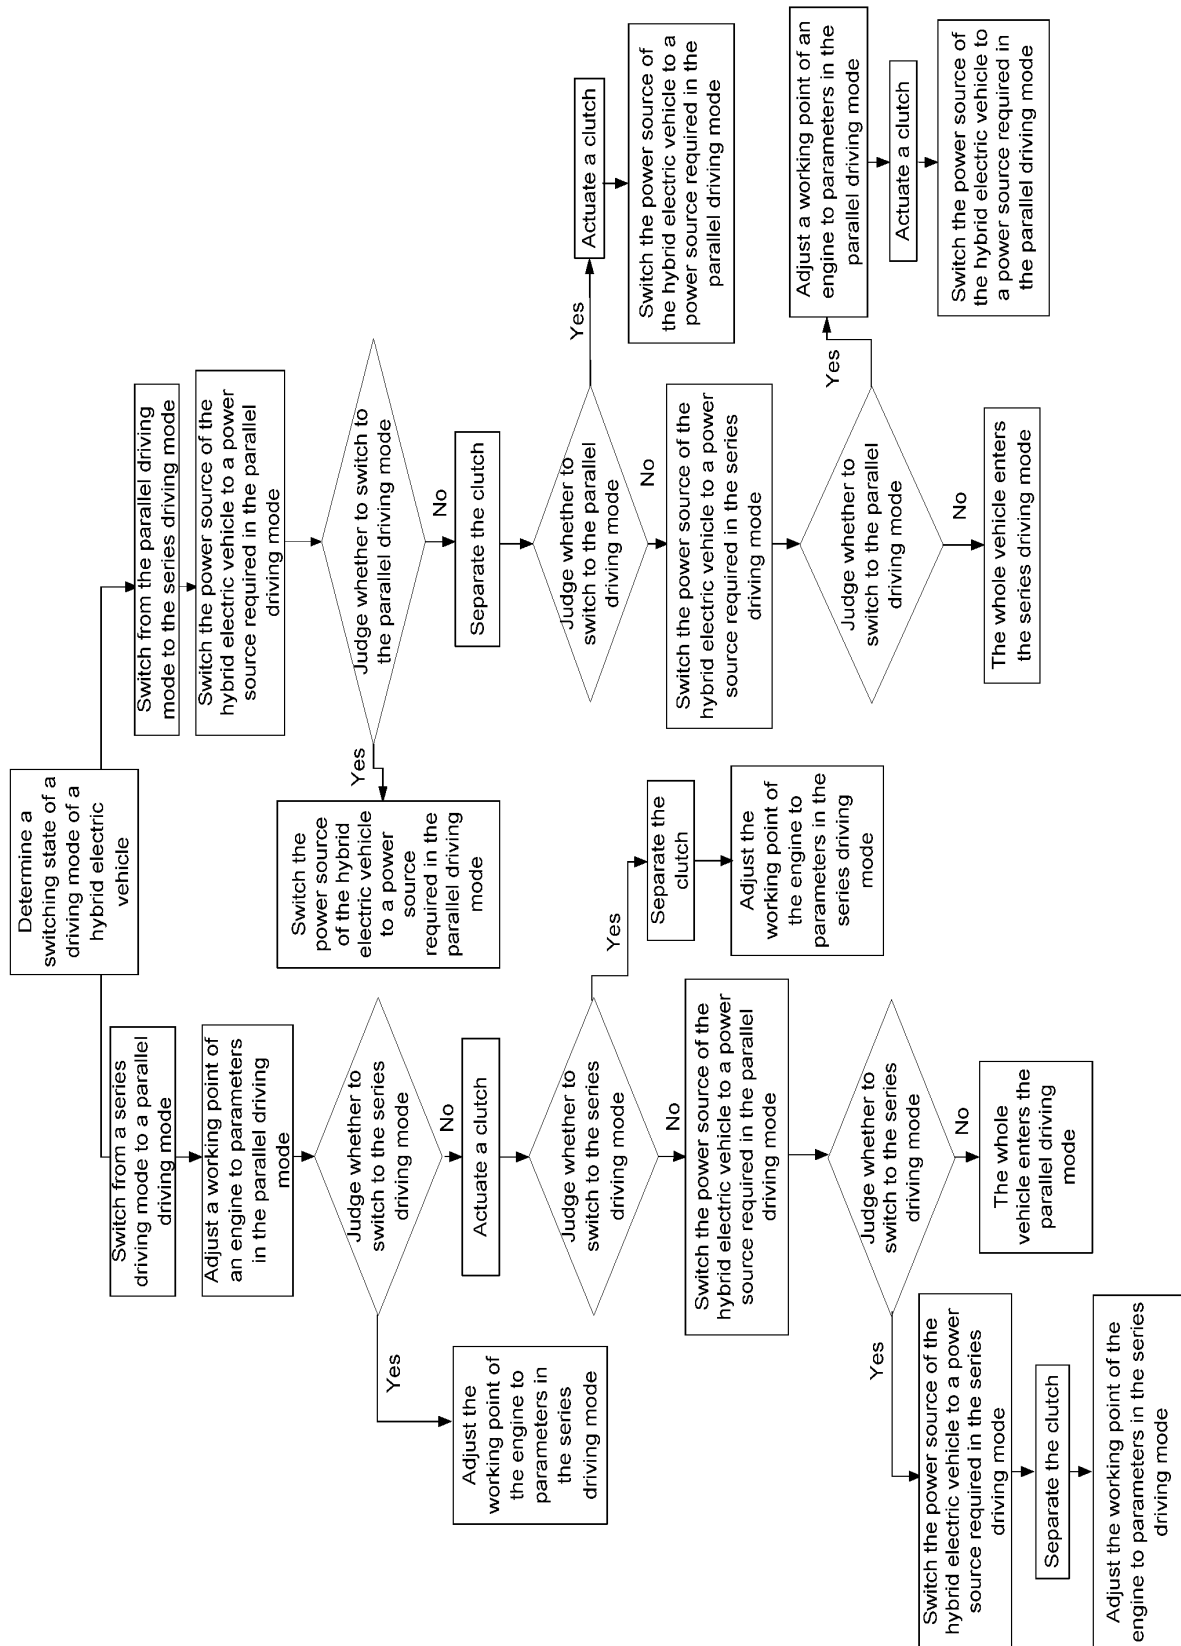 Determine a
switching state of a
driving mode of a
hybrid electric
vehicle
Switch from a series
driving mode to a parallel
driving mode
Adjust a working point of
an engine to parameters
in the parallel driving
mode
Judge whether to
switch to the series
driving mode
Yes
Adjust the
working point of
the engine to
parameters in
the series
driving mode
No
Actuate a clutch
Judge whether to
switch to the series
driving mode
Yes
Separate the
clutch
Adjust the
working point of
the engine to
parameters in the
series driving
mode
No
Switch the power source of the
hybrid electric vehicle to a power
source required in the parallel
driving mode
Judge whether to
switch to the series
driving mode
Yes
Switch the power source of the
hybrid electric vehicle to a power
source required in the series
driving mode
Separate the clutch
Adjust the working point of the
engine to parameters in the series
driving mode
No
The whole
vehicle enters the
parallel driving
mode
Switch from the parallel driving
mode to the series driving mode
Switch the power source of the
hybrid electric vehicle to a power
source required in the parallel
driving mode
Judge whether to switch to
the parallel driving mode
Yes
Switch the
power source
of the hybrid
electric vehicle
to a power
source
required in the
parallel driving
mode
No
Separate the clutch
Judge whether to
switch to the parallel
driving mode
Yes
Actuate a clutch
Switch the power source of
the hybrid electric vehicle to a
power source required in the
parallel driving mode
No
Switch the power source of the
hybrid electric vehicle to a power
source required in the series
driving mode
Judge whether to
switch to the parallel
driving mode
Yes
Adjust a working point of an
engine to parameters in the
parallel driving mode
Actuate a clutch
Switch the power source of
the hybrid electric vehicle to
a power source required in
the parallel driving mode
No
The whole vehicle enters
the series driving mode